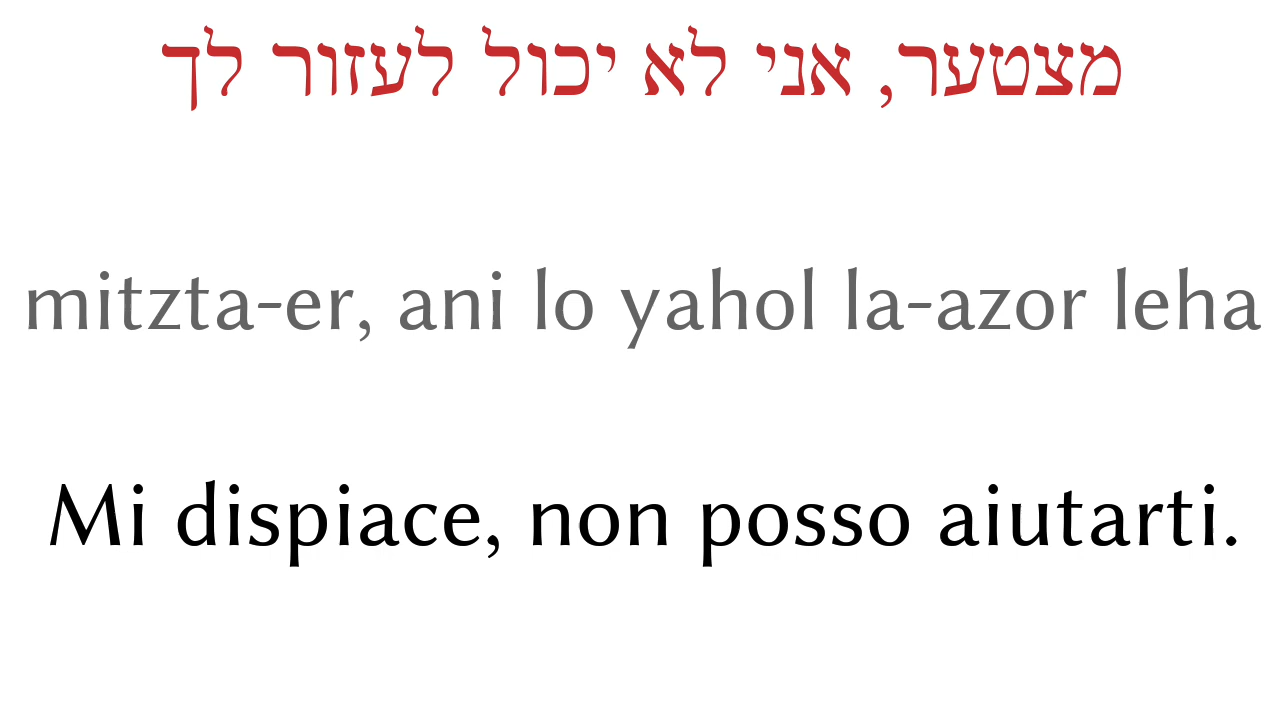 מצטער, אני לא יכול לעזור לך
mitzta-er, ani lo yahol la-azor leha
Mi dispiace, non posso aiutarti.